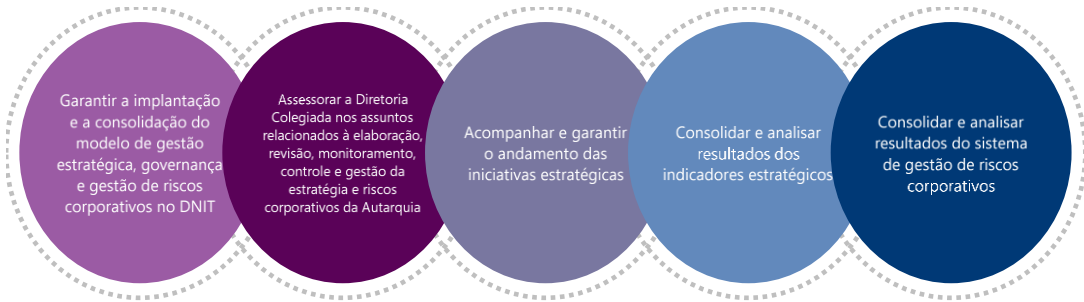 Garantir a implantação
e a consolidação do
modelo de gestão
estratégica, governança
e gestão de riscos
corporativos no DNIT
Assessorar a Diretoria
Colegiada nos assuntos
relacionados à elaboração,
revisão, monitoramento,
controle e gestão da
estratégia e riscos
corporativos da Autarquia
Acompanhar e garantir
o andamento das
iniciativas estratégicas
Consolidar e analisar
resultados dos
indicadores estratégicos
Consolidar e analisar
resultados do sistema
de gestão de riscos
corporativos